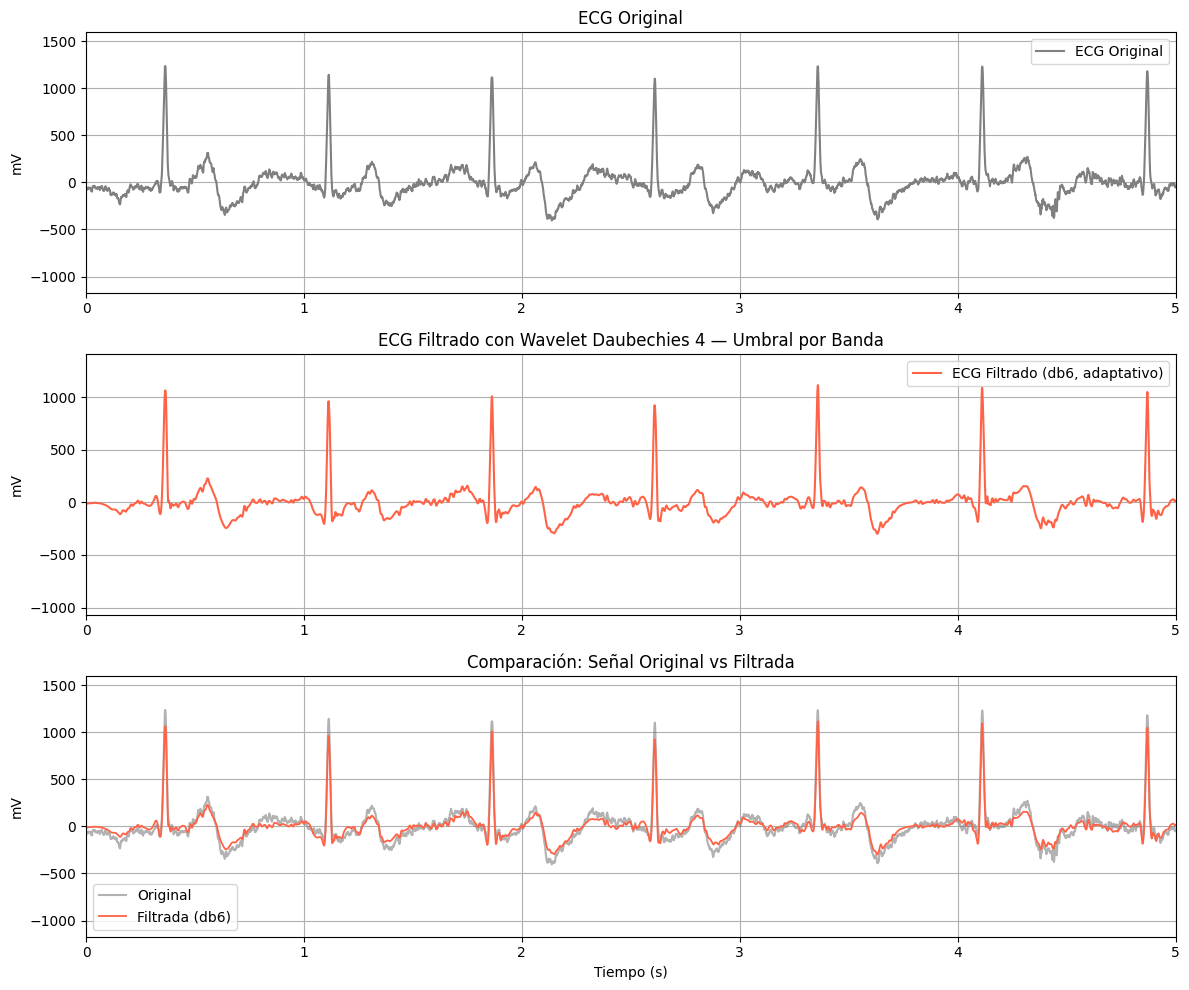 ECG Original
1500
1000
500
0
−500
−1000
mV
ECG Original
0 1 2 3 4 5
ECG Filtrado con Wavelet Daubechies 4 — Umbral por Banda
1000
500
0
−500
−1000
mV
ECG Filtrado (db6, adaptativo)
0 1 2 3 4 5
Comparación: Señal Original vs Filtrada
1500
1000
500
0
−500
−1000
mV
Original
Filtrada (db6)
0 1 2 3 4 5
Tiempo (s)